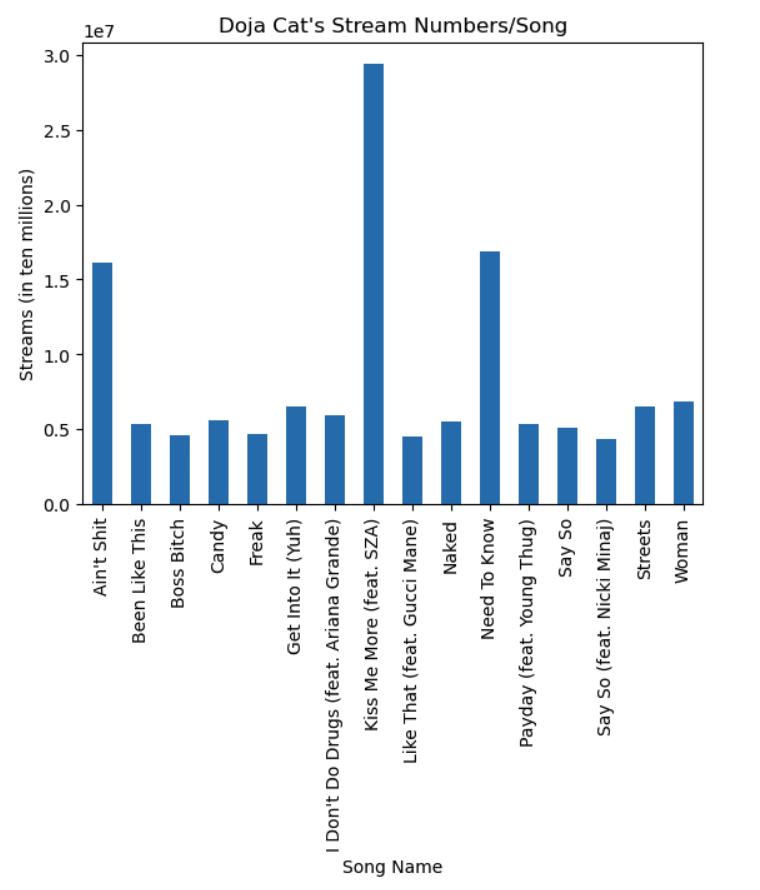 Doja Cat's Stream Numbers/Song
1e7
3.0
2.5
2.0
1.5
1.0
0.5
0.0
Streams (in ten millions)
Ain't Shit
Been Like This
Boss Bitch
Candy
Freak
Get Into It (Yuh)
I Don't Do Drugs (feat. Ariana Grande)
Kiss Me More (feat. SZA)
Like That (feat. Gucci Mane)
Naked
Need To Know
Payday (feat. Young Thug)
Say So
Say So (feat. Nicki Minaj)
Streets
Woman
Song Name